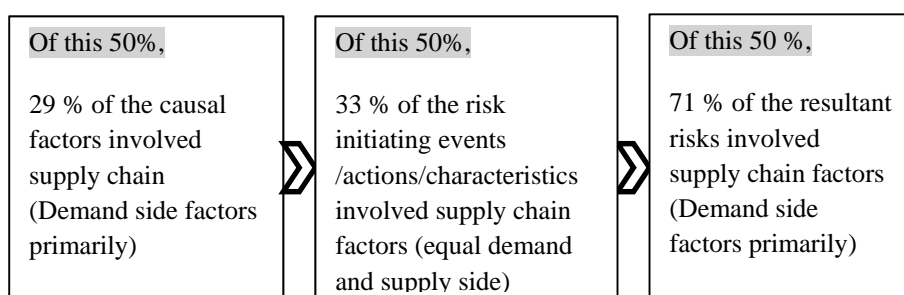 Of this 50%,
29 % of the causal
factors involved
supply chain
(Demand side factors
primarily)
Of this 50%,
33 % of the risk
initiating events
/actions/characteristics
involved supply chain
factors (equal demand
and supply side)
Of this 50 %,
71 % of the resultant
risks involved
supply chain factors
(Demand side
factors primarily)